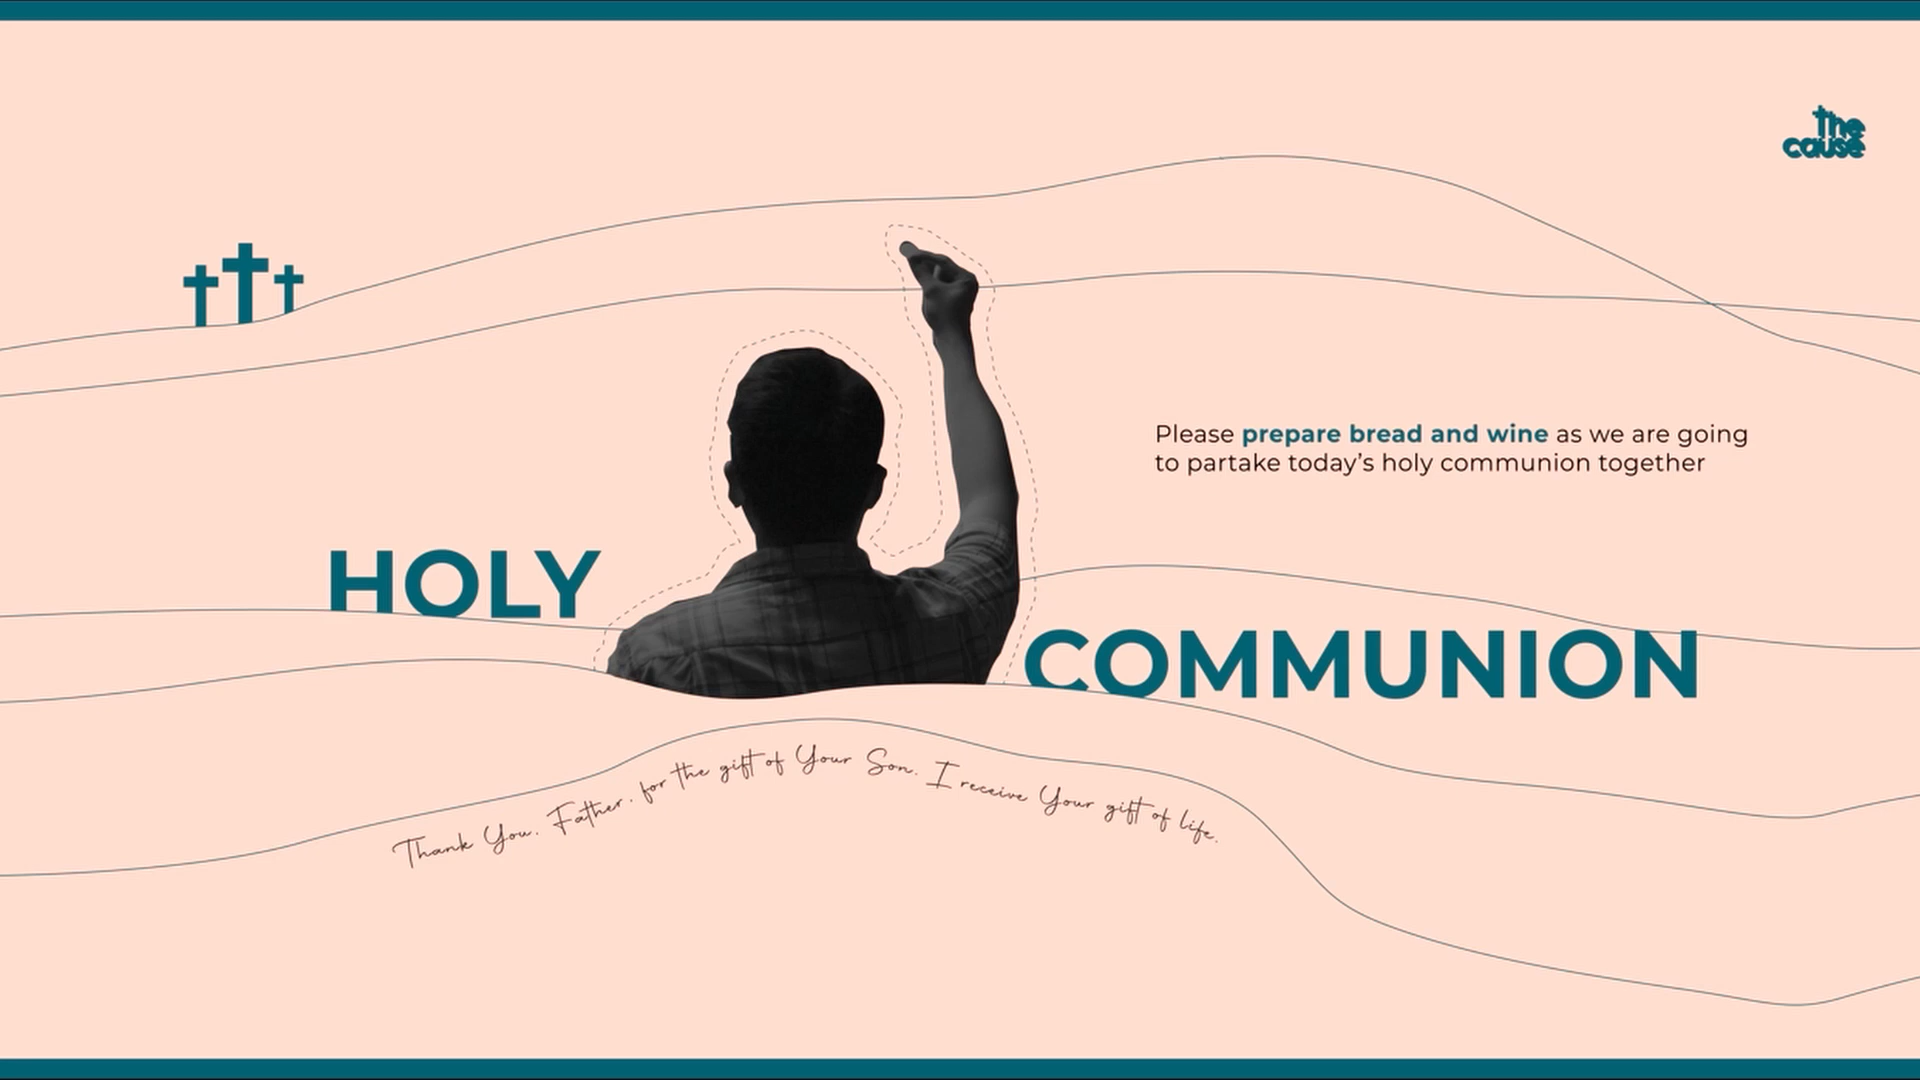 the
cause
Please prepare bread and wine as we are going
to partake today's holy communion together
HOLY
COMMUNION
Thank You, Father, for the gift of Your Son. I receive Your gift of life.